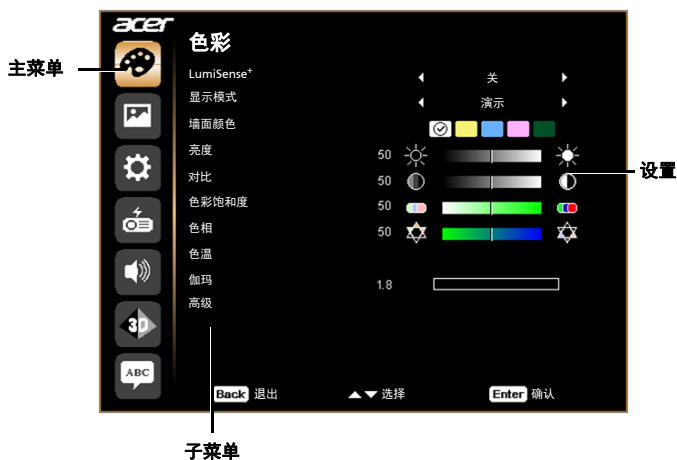 acer
色彩
主菜单
LumiSense+
关
显示模式
演示
墙面颜色
亮度
50
设置
对比
50
色彩饱和度
50
色相
50
色温
伽玛
1.8
高级
3D
ABC
Back 退出
选择
Enter 确认
子菜单